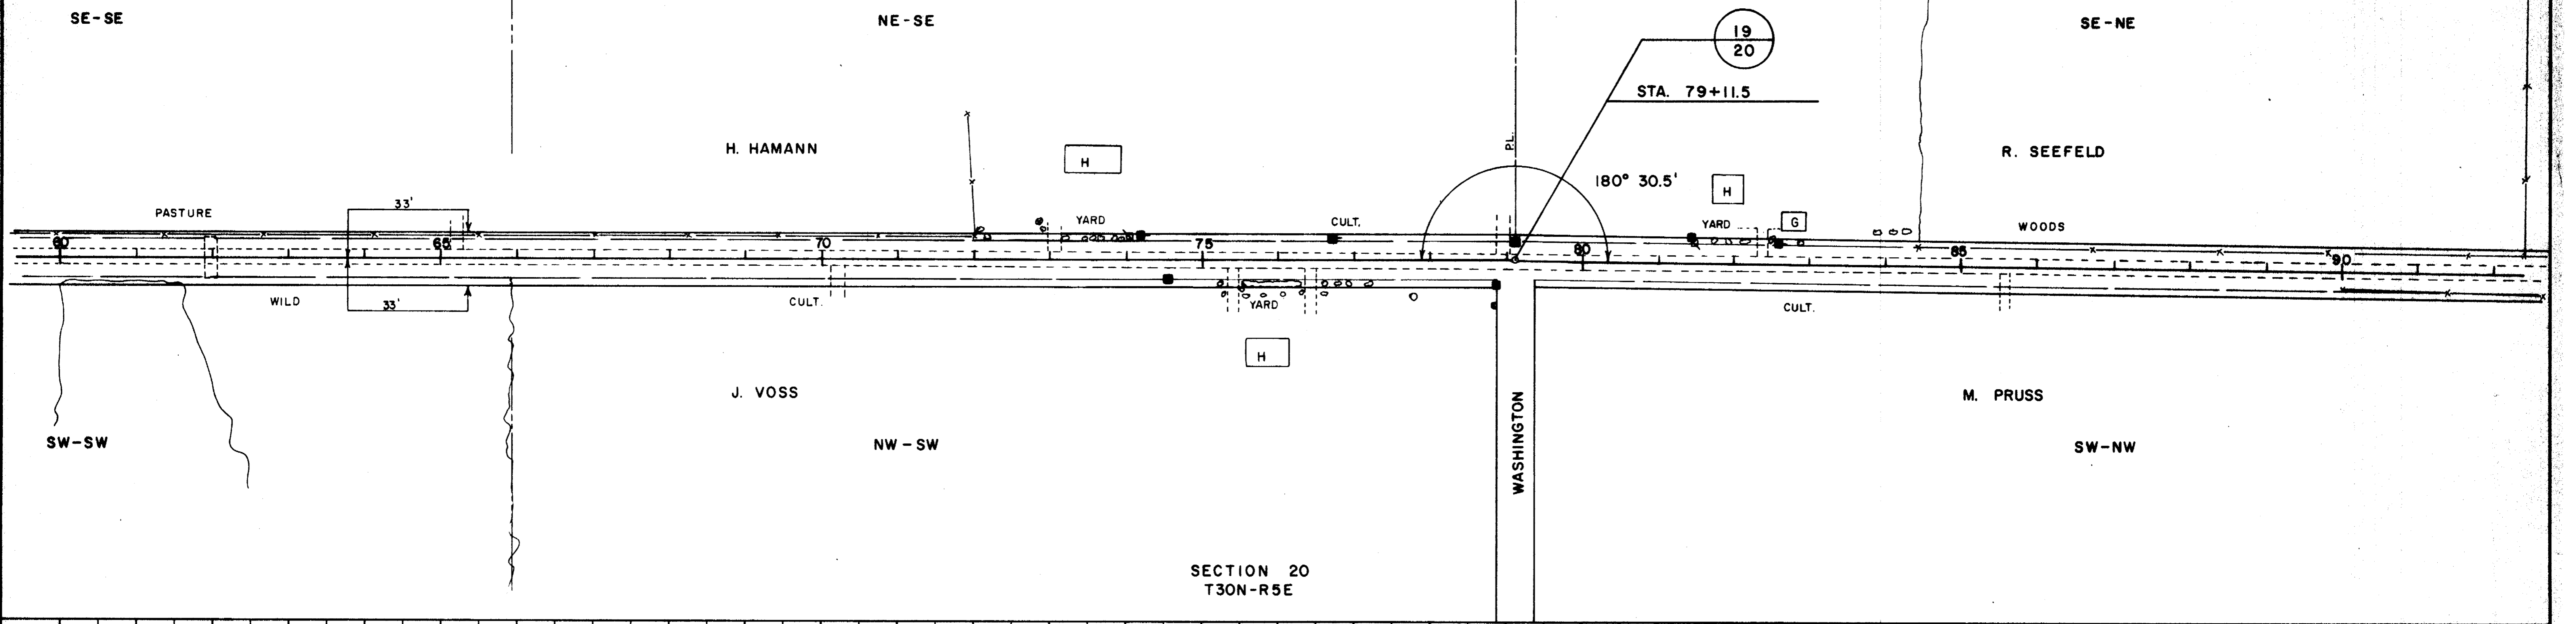 SE-SE
NE-SE
19
20
SE-NE
STA. 79+11.5
P.L.
H. HAMANN
H
R. SEEFELD
180° 30.5'
H
33'
PASTURE
YARD
CULT.
YARD
G
WOODS
60
65
70
75
80
85
90
WILD
33'
CULT.
YARD
CULT.
H
J. VOSS
WASHINGTON
M. PRUSS
SW-SW
NW-SW
SW-NW
SECTION 20
T30N-R5E